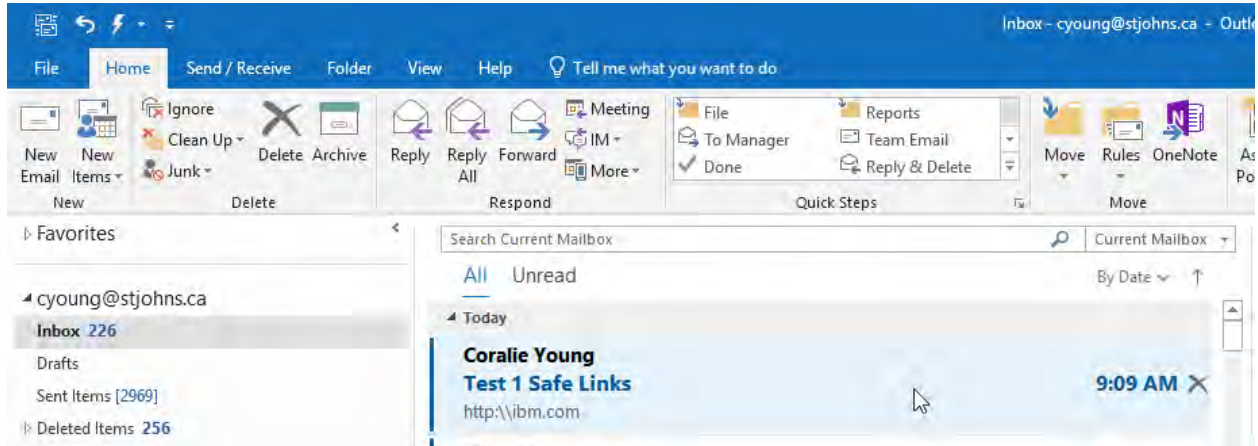 Inbox - cyoung@stjohns.ca - Outlo
File Home Send / Receive Folder View Help Tell me what you want to do
New Email
New Items
Ignore
Clean Up
Junk
Delete
Archive
Reply
Reply All
Forward
Meeting
IM
More
File
To Manager
Done
Reports
Team Email
Reply & Delete
Move
Rules
OneNote
As
Po
New Delete Respond Quick Steps Move
Favorites
Search Current Mailbox Current Mailbox
All Unread By Date
cyoung@stjohns.ca
Inbox 226
Drafts
Sent Items [2969]
Deleted Items 256
Today
Coralie Young
Test 1 Safe Links 9:09 AM
http:\\ibm.com